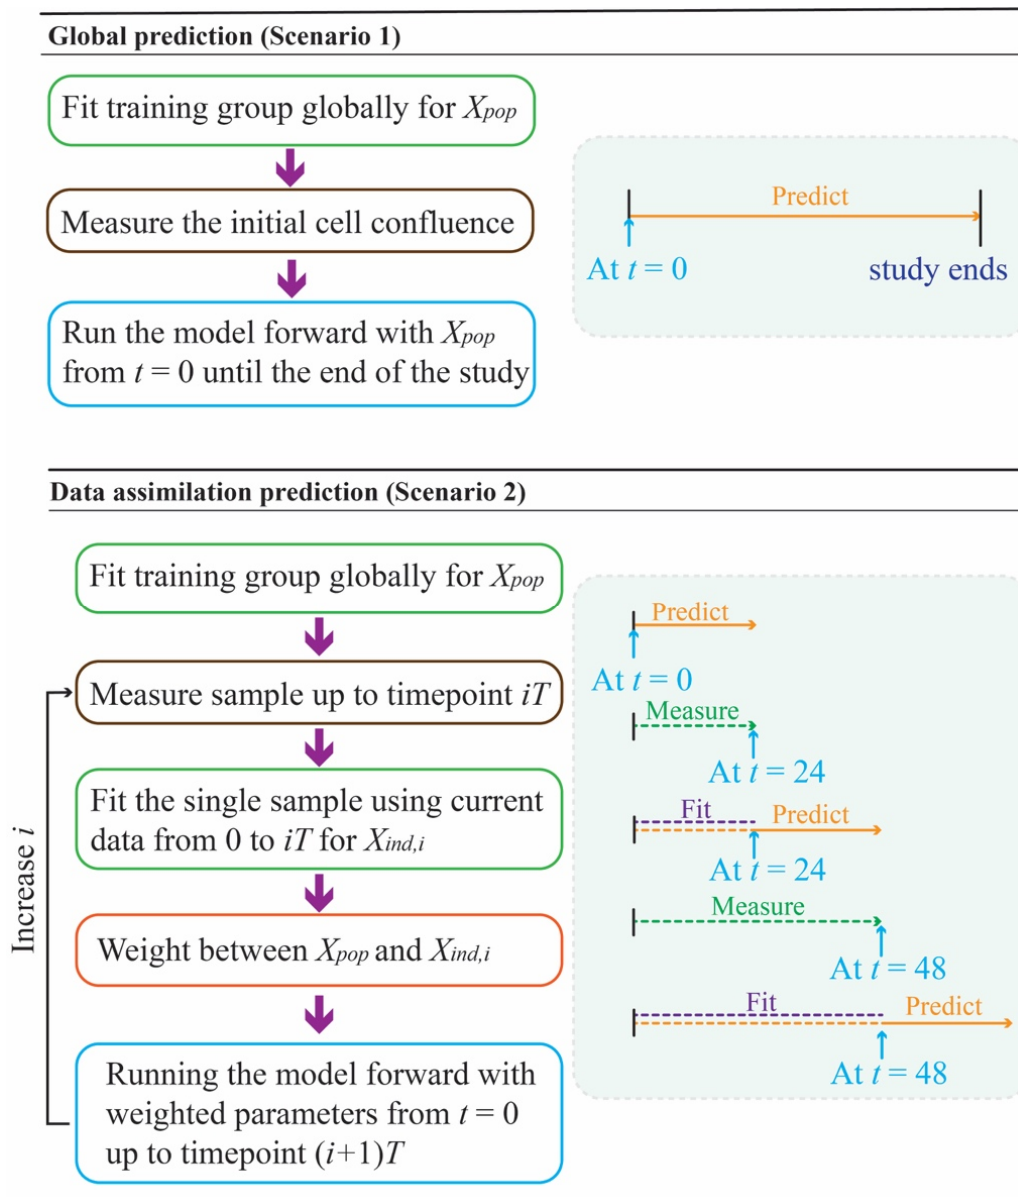 Global prediction (Scenario 1)
Fit training group globally for Xpop
Measure the initial cell confluence
Run the model forward with Xpop
from t = 0 until the end of the study
Predict
At t = 0
study ends
Data assimilation prediction (Scenario 2)
Fit training group globally for Xpop
Measure sample up to timepoint iT
Fit the single sample using current
data from 0 to iT for Xind,i
Weight between Xpop and Xind,i
Running the model forward with
weighted parameters from t = 0
up to timepoint (i+1)T
Increase i
Predict
At t = 0
Measure
At t = 24
Fit
Predict
At t = 24
Measure
At t = 48
Fit
Predict
At t = 48